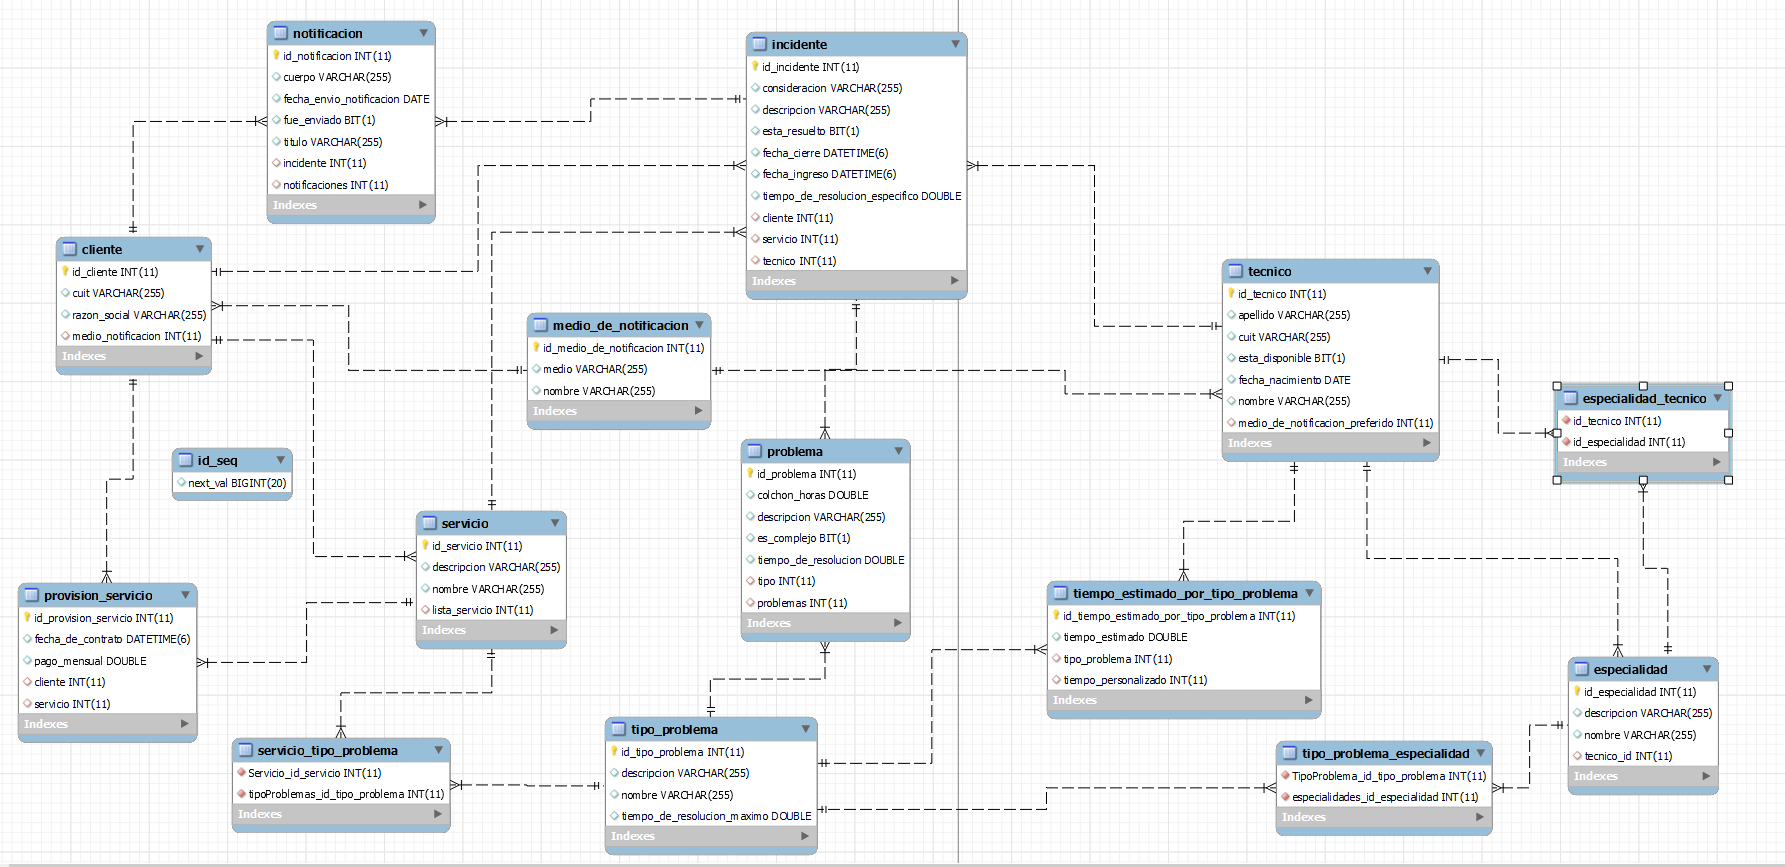 notificacion
id_notificacion INT(11)
cuerpo VARCHAR(255)
fecha_envio_notificacion DATE
fue_enviado BIT(1)
titulo VARCHAR(255)
incidente INT(11)
notificaciones INT(11)
Indexes
incidente
id_incidente INT(11)
consideracion VARCHAR(255)
descripcion VARCHAR(255)
esta_resuelto BIT(1)
fecha_cierre DATETIME(6)
fecha_ingreso DATETIME(6)
tiempo_de_resolucion_especifico DOUBLE
cliente INT(11)
servicio INT(11)
tecnico INT(11)
Indexes
cliente
id_cliente INT(11)
cuit VARCHAR(255)
razon_social VARCHAR(255)
medio_notificacion INT(11)
Indexes
medio_de_notificacion
id_medio_de_notificacion INT(11)
medio VARCHAR(255)
nombre VARCHAR(255)
Indexes
tecnico
id_tecnico INT(11)
apellido VARCHAR(255)
cuit VARCHAR(255)
esta_disponible BIT(1)
fecha_nacimiento DATE
nombre VARCHAR(255)
medio_de_notificacion_preferido INT(11)
Indexes
especialidad_tecnico
id_tecnico INT(11)
id_especialidad INT(11)
Indexes
id_seq
next_val BIGINT(20)
problema
id_problema INT(11)
colchon_horas DOUBLE
descripcion VARCHAR(255)
es_complejo BIT(1)
tiempo_de_resolucion DOUBLE
tipo INT(11)
problemas INT(11)
Indexes
servicio
id_servicio INT(11)
descripcion VARCHAR(255)
nombre VARCHAR(255)
lista_servicio INT(11)
Indexes
provision_servicio
id_provision_servicio INT(11)
fecha_de_contrato DATETIME(6)
pago_mensual DOUBLE
cliente INT(11)
servicio INT(11)
Indexes
tiempo_estimado_por_tipo_problema
id_tiempo_estimado_por_tipo_problema INT(11)
tiempo_estimado DOUBLE
tipo_problema INT(11)
tiempo_personalizado INT(11)
Indexes
especialidad
id_especialidad INT(11)
descripcion VARCHAR(255)
nombre VARCHAR(255)
tecnico_id INT(11)
Indexes
servicio_tipo_problema
Servicio_id_servicio INT(11)
tipoProblemas_id_tipo_problema INT(11)
Indexes
tipo_problema
id_tipo_problema INT(11)
descripcion VARCHAR(255)
nombre VARCHAR(255)
tiempo_de_resolucion_maximo DOUBLE
Indexes
tipo_problema_especialidad
TipoProblema_id_tipo_problema INT(11)
especialidades_id_especialidad INT(11)
Indexes